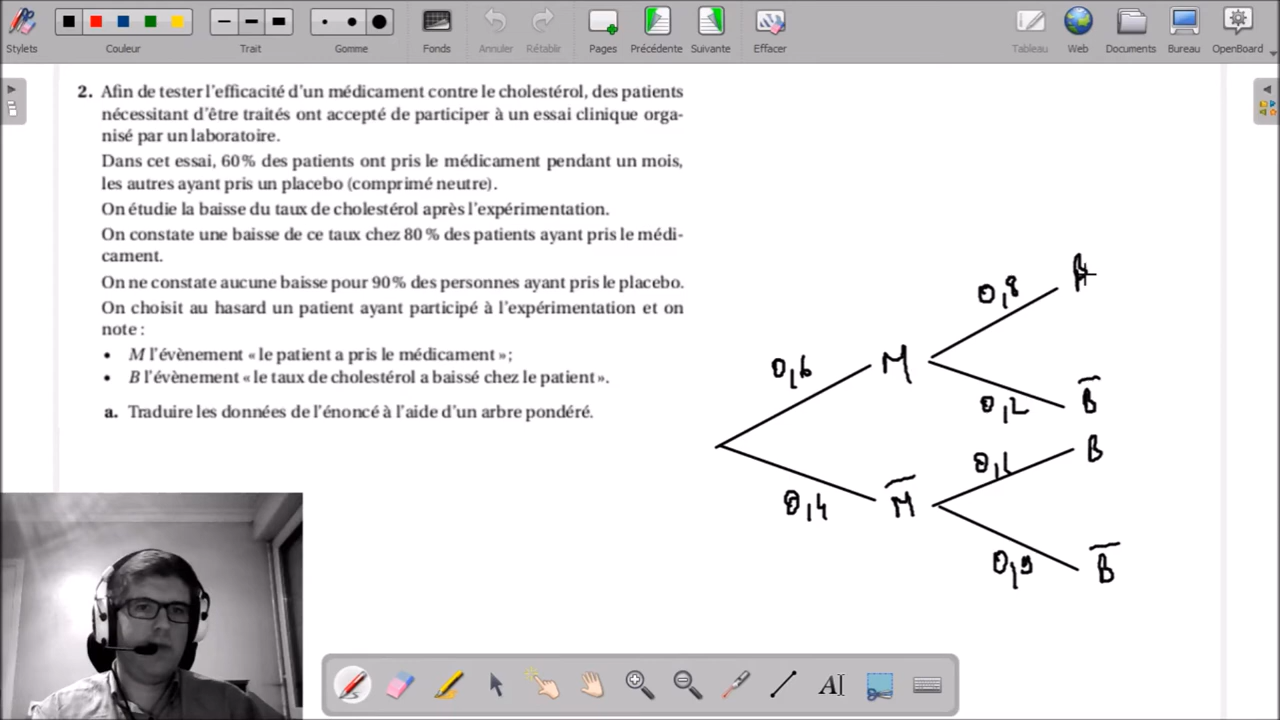 Stylets Couleur Trait Gomme Fonds Annuler Rétablir Pages Précédente Suivante Effacer Tableau Web Documents Bureau OpenBoard
2. Afin de tester l'efficacité d'un médicament contre le cholestérol, des patients
nécessitant d'être traités ont accepté de participer à un essai clinique orga-
nisé par un laboratoire.
Dans cet essai, 60% des patients ont pris le médicament pendant un mois,
les autres ayant pris un placebo (comprimé neutre).
On étudie la baisse du taux de cholestérol après l'expérimentation.
On constate une baisse de ce taux chez 80% des patients ayant pris le médi-
cament.
On ne constate aucune baisse pour 90% des personnes ayant pris le placebo.
On choisit au hasard un patient ayant participé à l'expérimentation et on
note :
• M l'évènement « le patient a pris le médicament » ;
• B l'évènement « le taux de cholestérol a baissé chez le patient ».
a. Traduire les données de l'énoncé à l'aide d'un arbre pondéré.
B
0,8
0,6
M
0,2
B̅
B
0,1
0,4
M̅
0,9
B̅
AI